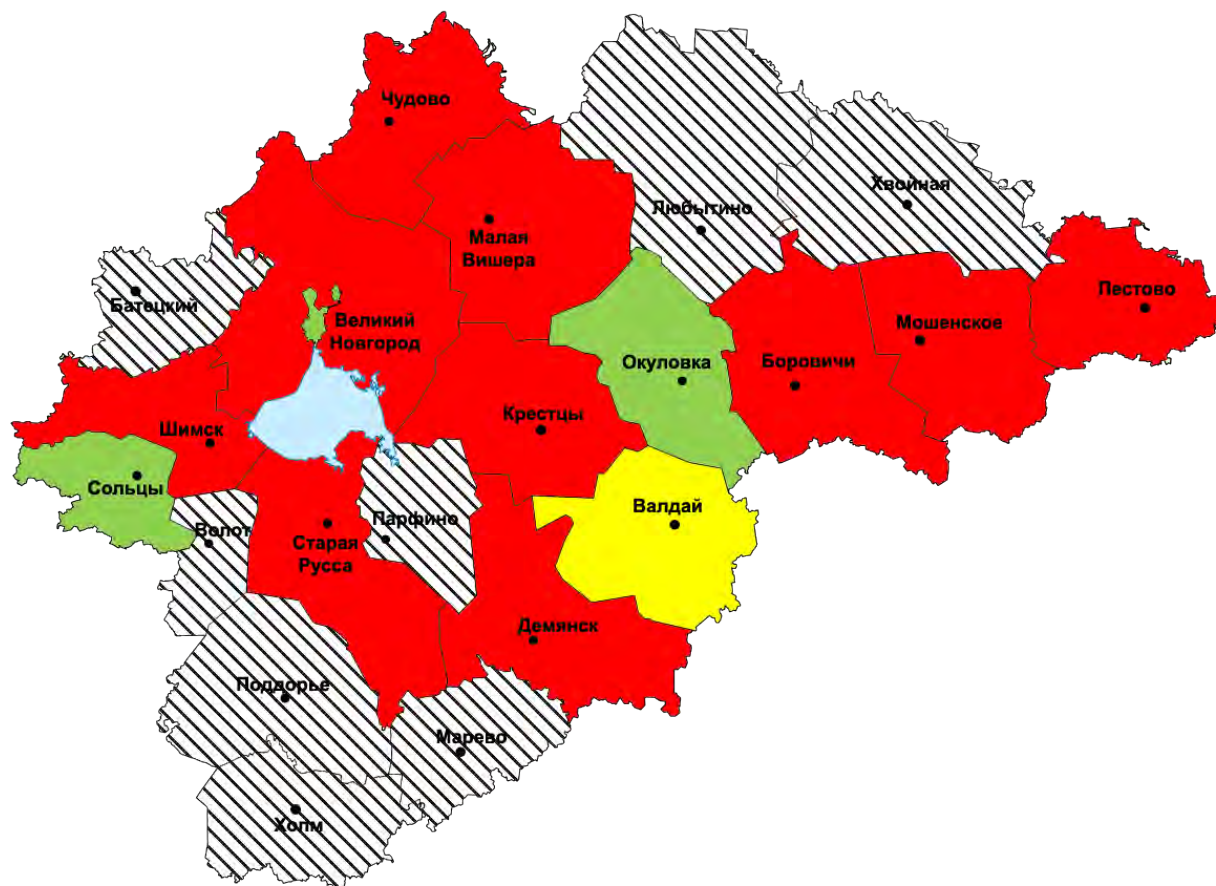 Чудово
Хвойная
Любытино
Малая
Вишера
Батецкий
Пестово
Великий
Новгород
Мошенское
Окуловка
Боровичи
Крестцы
Шимск
Сольцы
Валдай
Волот
Парфино
Старая
Русса
Демянск
Поддорье
Марево
Холм